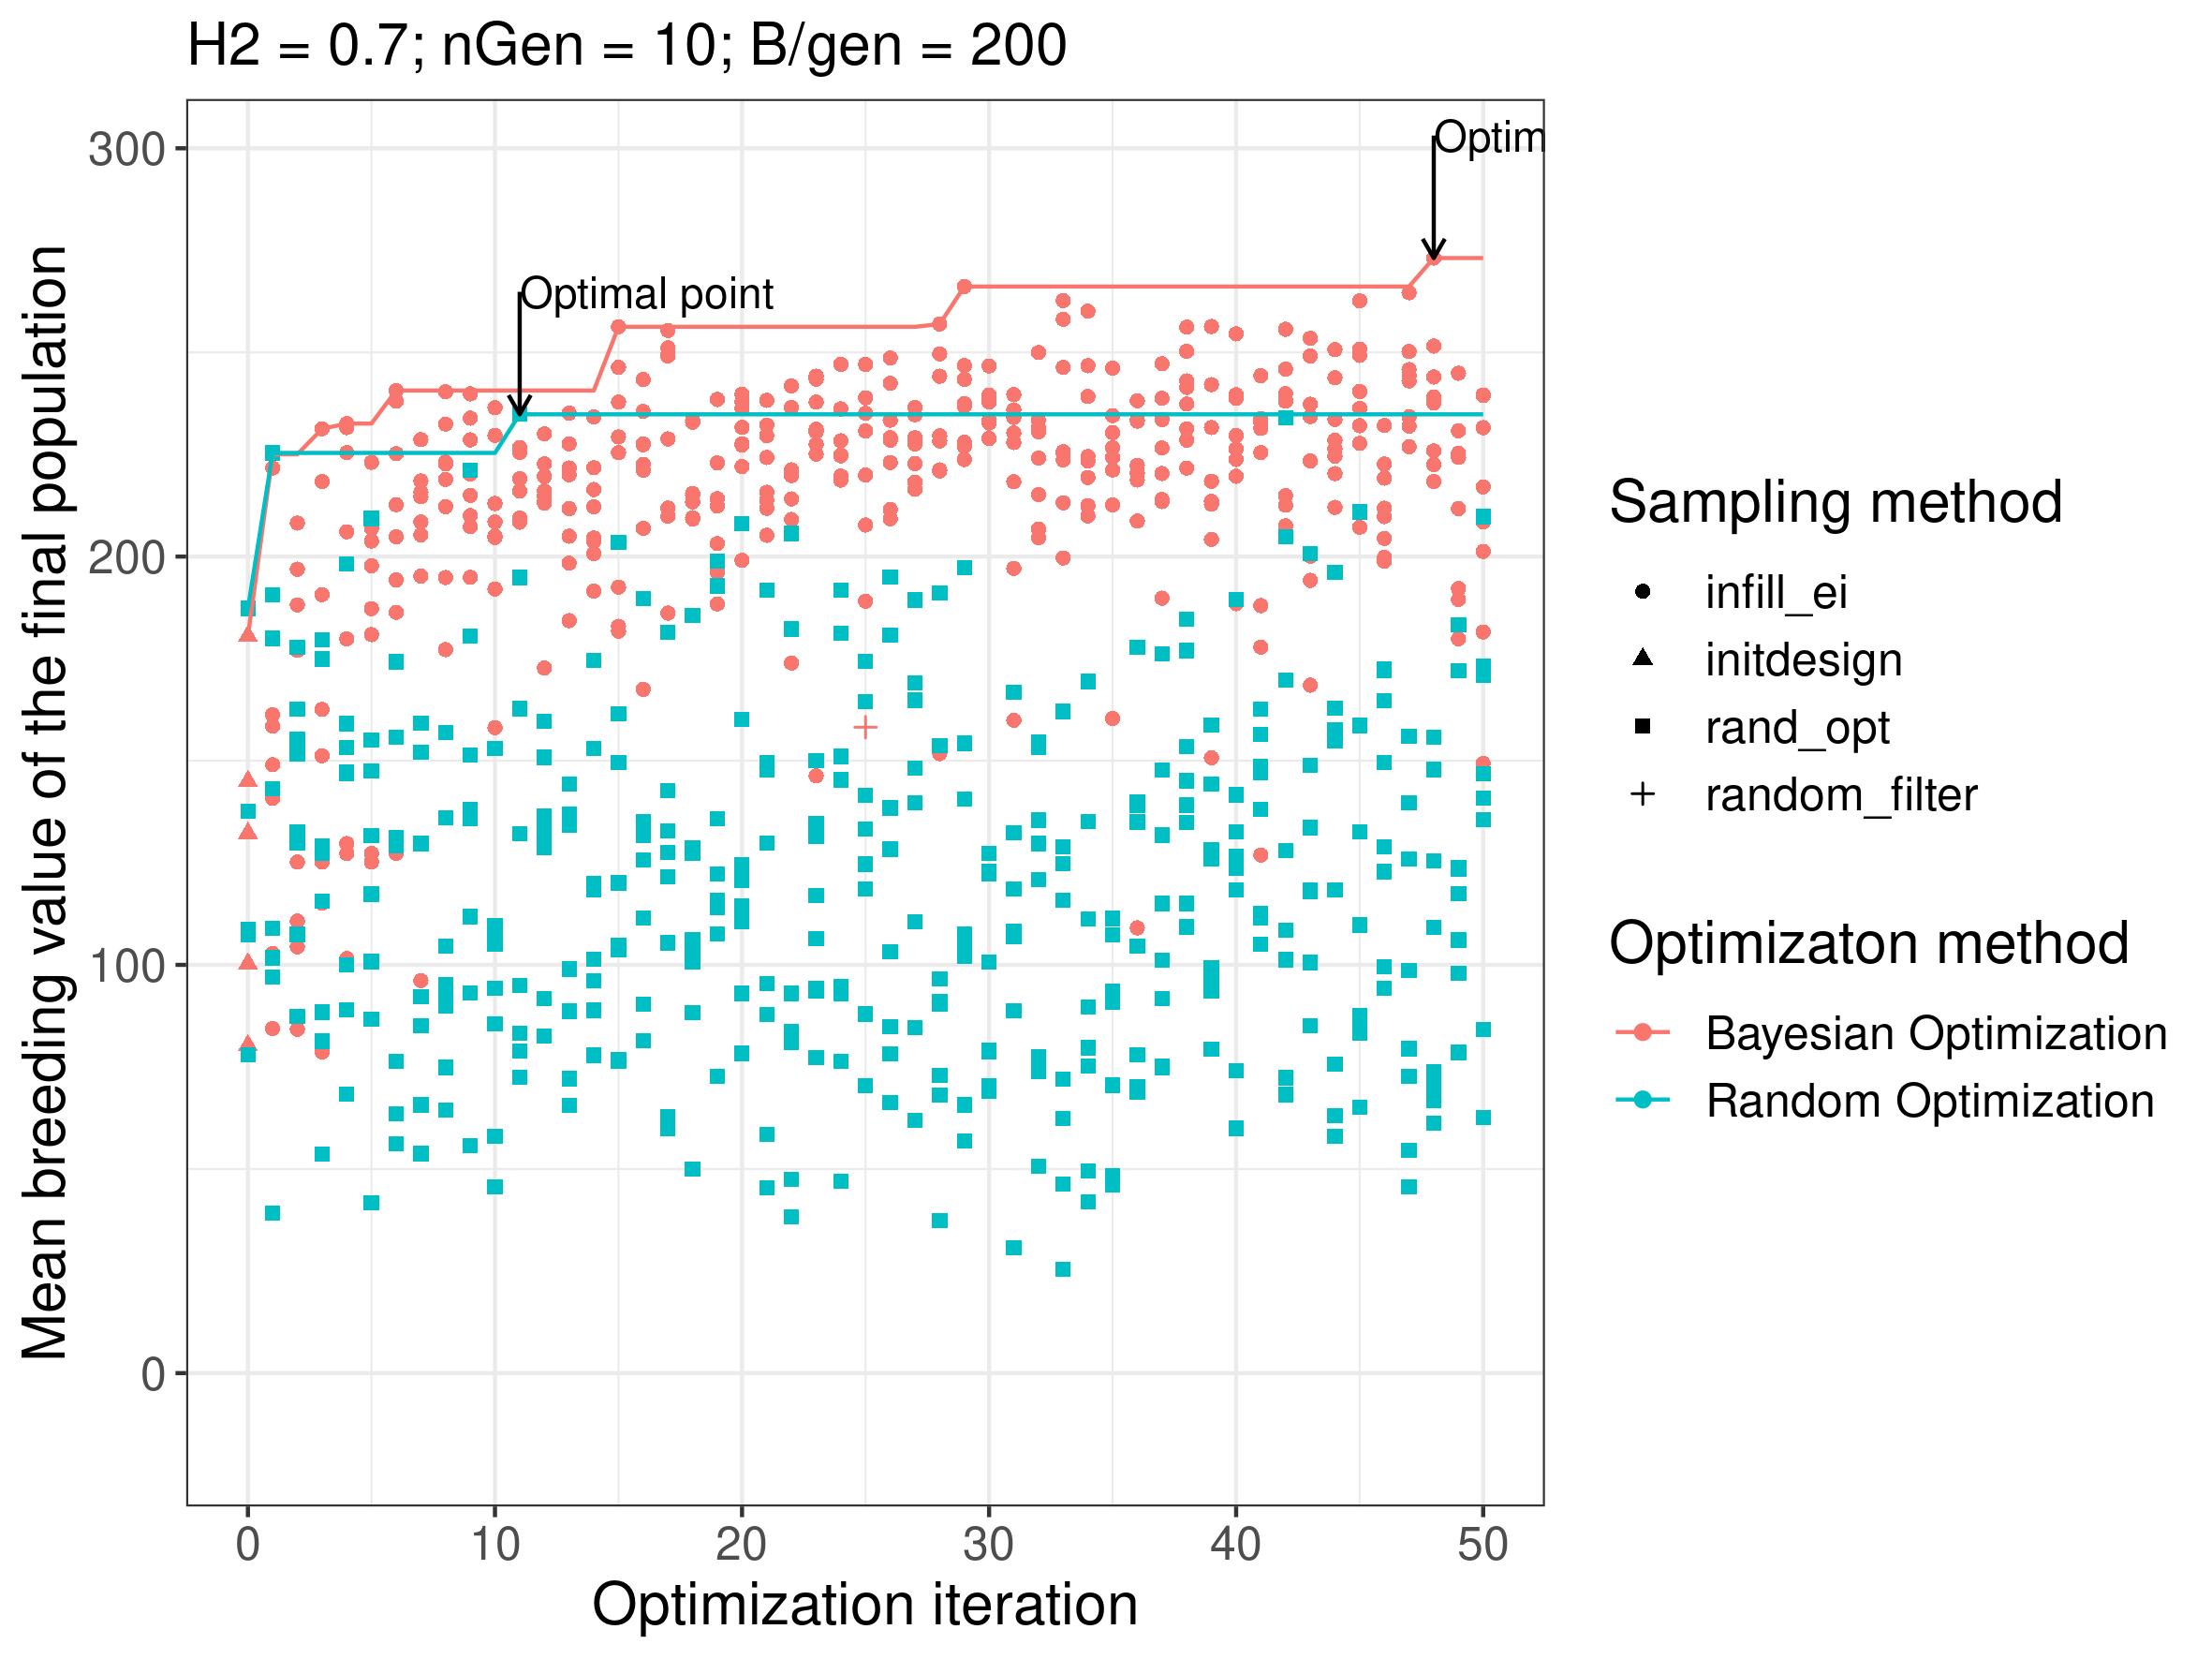 H2 = 0.7; nGen = 10; B/gen = 200
Mean breeding value of the final population
300
200
100
0
Optim
Optimal point
0 10 20 30 40 50
Optimization iteration
Sampling method
infill_ei
initdesign
rand_opt
random_filter
Optimizaton method
Bayesian Optimization
Random Optimization